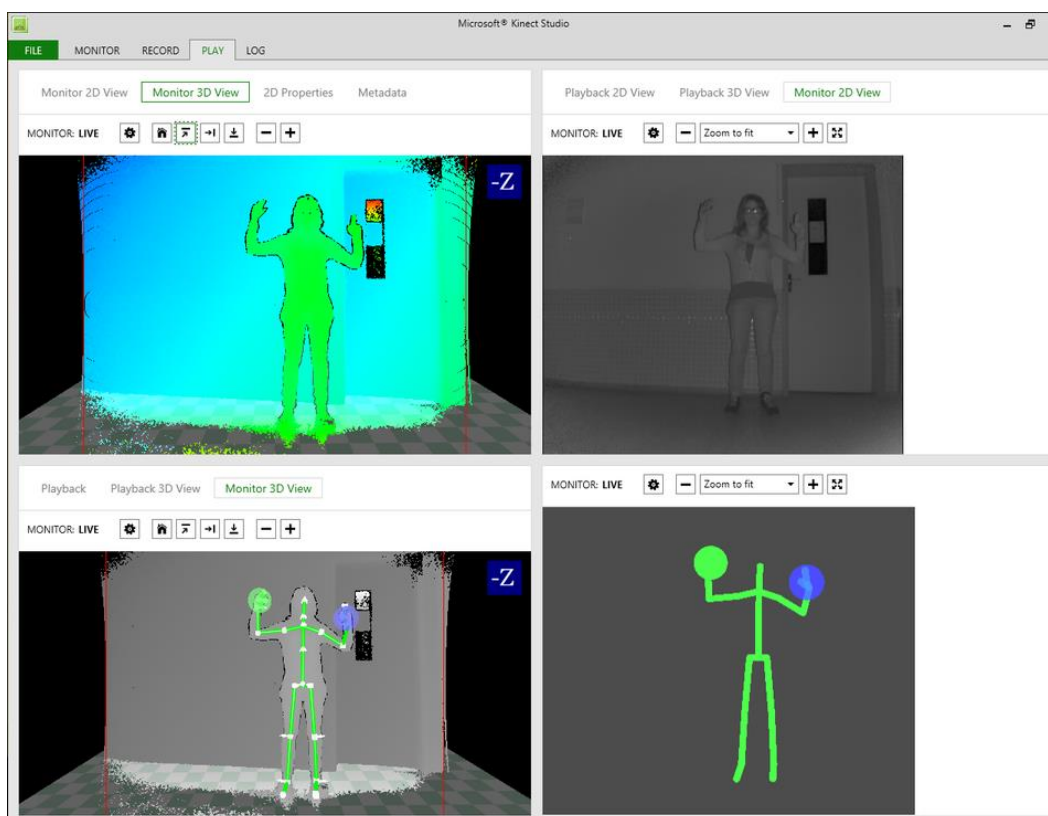 Microsoft® Kinect Studio
FILE MONITOR RECORD PLAY LOG
Monitor 2D View Monitor 3D View 2D Properties Metadata
MONITOR: LIVE
-Z
Playback 2D View Playback 3D View Monitor 2D View
MONITOR: LIVE Zoom to fit
Playback Playback 3D View Monitor 3D View
MONITOR: LIVE
-Z
MONITOR: LIVE Zoom to fit